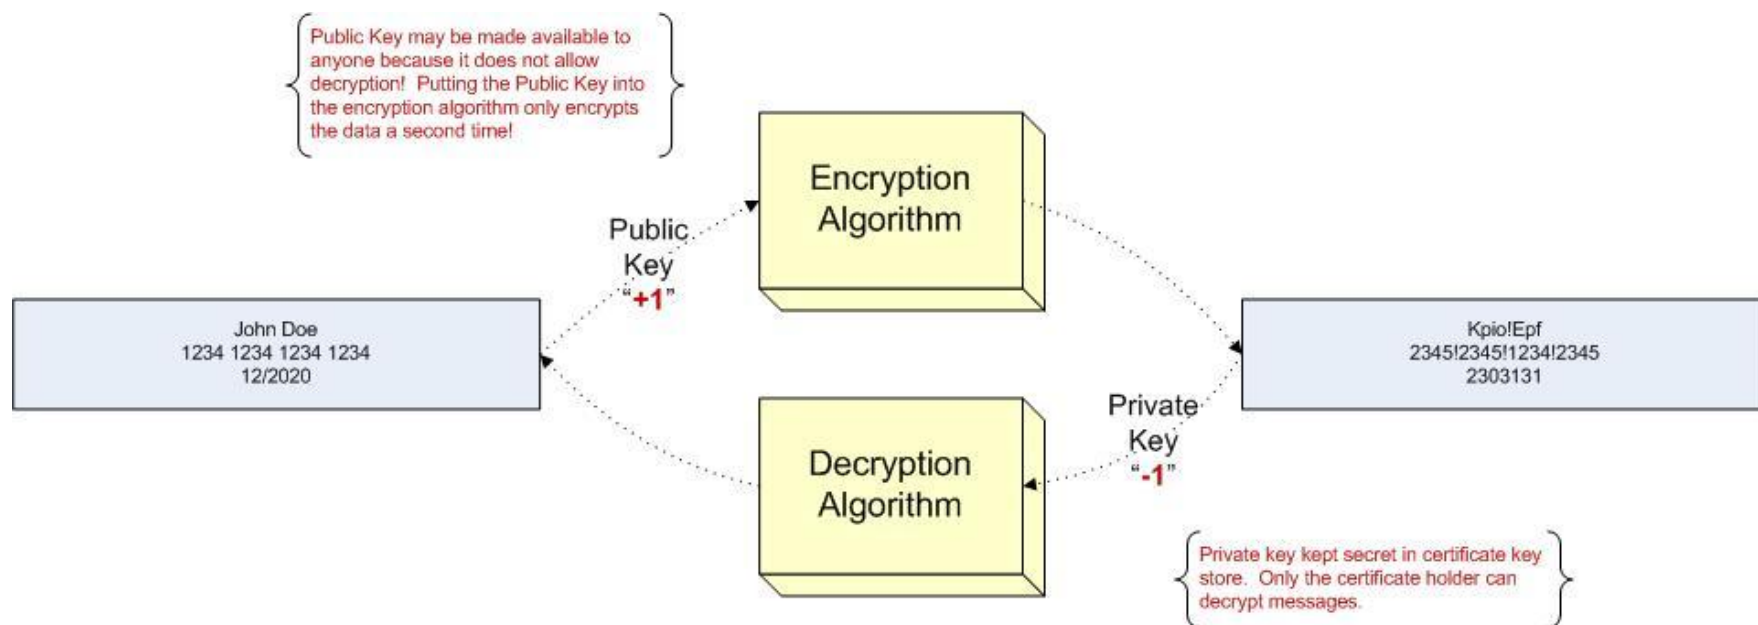 Public Key may be made available to
anyone because it does not allow
decryption!  Putting the Public Key into
the encryption algorithm only encrypts
the data a second time!
Encryption
Algorithm
Public
Key
“+1”
John Doe
1234 1234 1234 1234
12/2020
Kpio!Epf
2345!2345!1234!2345
2303131
Decryption
Algorithm
Private
Key
“-1”
Private key kept secret in certificate key
store.  Only the certificate holder can
decrypt messages.